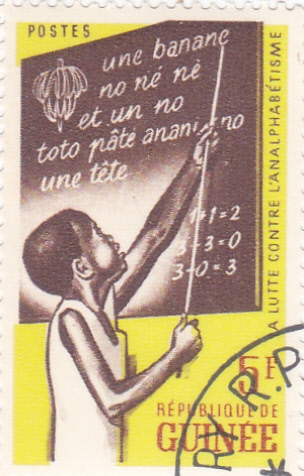 POSTES
une banane
no né nè
et un no
toto pâté anani no
une tête
1+1=2
3-3=0
3-0=3
LA LUTTE CONTRE L'ANALPHABÉTISME
5F
RÉPUBLIQUE DE
GUINÉE
R.P.